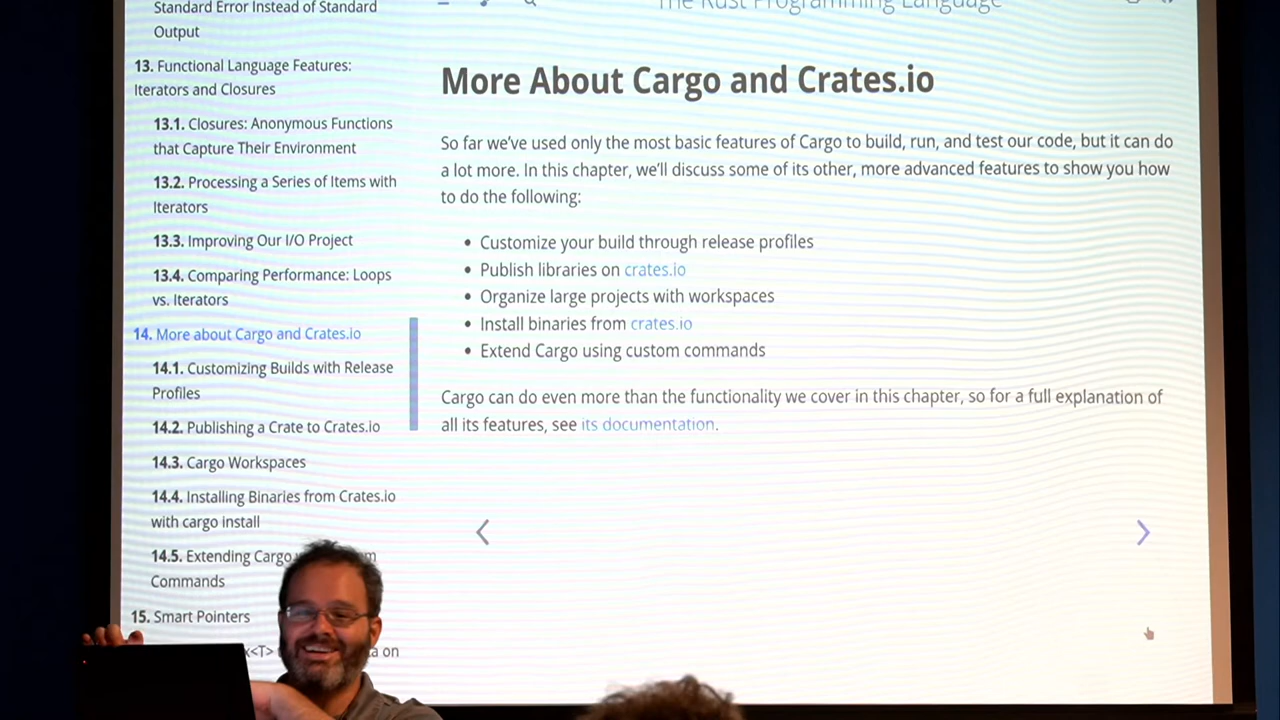 Standard Error Instead of Standard
Output
13. Functional Language Features:
Iterators and Closures
13.1. Closures: Anonymous Functions
that Capture Their Environment
13.2. Processing a Series of Items with
Iterators
13.3. Improving Our I/O Project
13.4. Comparing Performance: Loops
vs. Iterators
14. More about Cargo and Crates.io
14.1. Customizing Builds with Release
Profiles
14.2. Publishing a Crate to Crates.io
14.3. Cargo Workspaces
14.4. Installing Binaries from Crates.io
with cargo install
14.5. Extending Cargo
Commands
15. Smart Pointers
<T> on
The Rust Programming Language
More About Cargo and Crates.io
So far we've used only the most basic features of Cargo to build, run, and test our code, but it can do
a lot more. In this chapter, we'll discuss some of its other, more advanced features to show you how
to do the following:
• Customize your build through release profiles
• Publish libraries on crates.io
• Organize large projects with workspaces
• Install binaries from crates.io
• Extend Cargo using custom commands
Cargo can do even more than the functionality we cover in this chapter, so for a full explanation of
all its features, see its documentation.